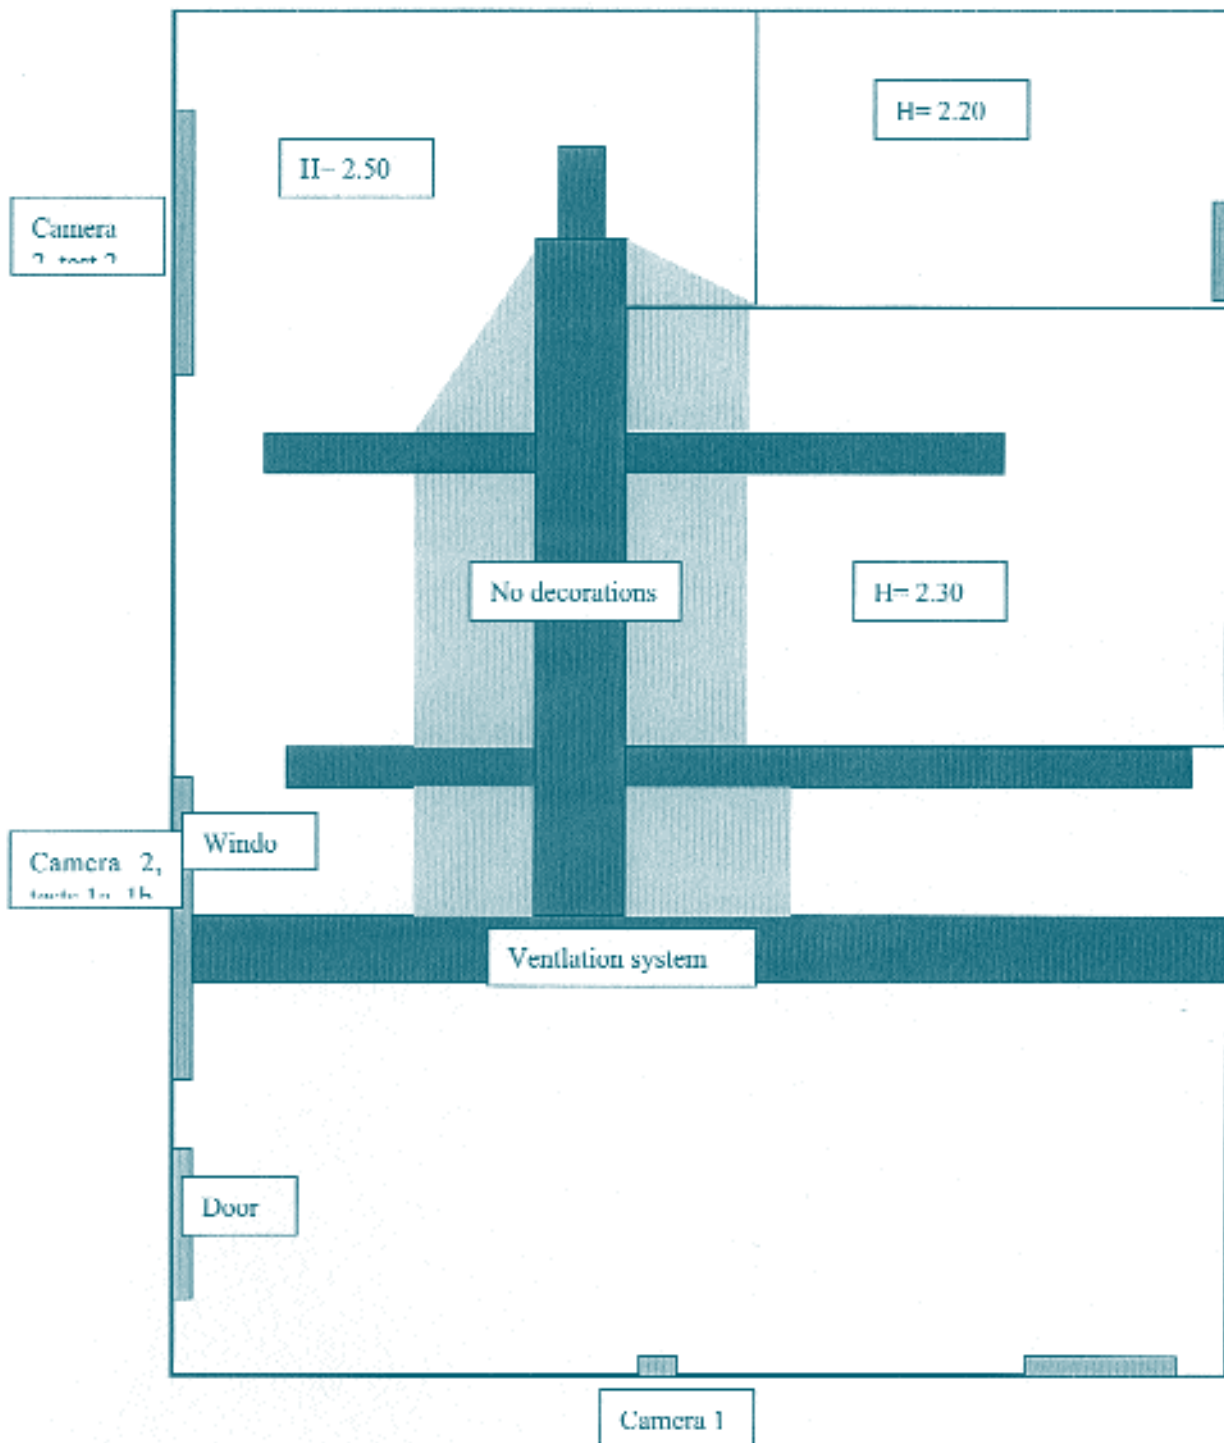 H= 2.20
II– 2.50
Camera
No decorations
H= 2.30
Windo
Camera 2,
Ventlation system
Door
Camera 1